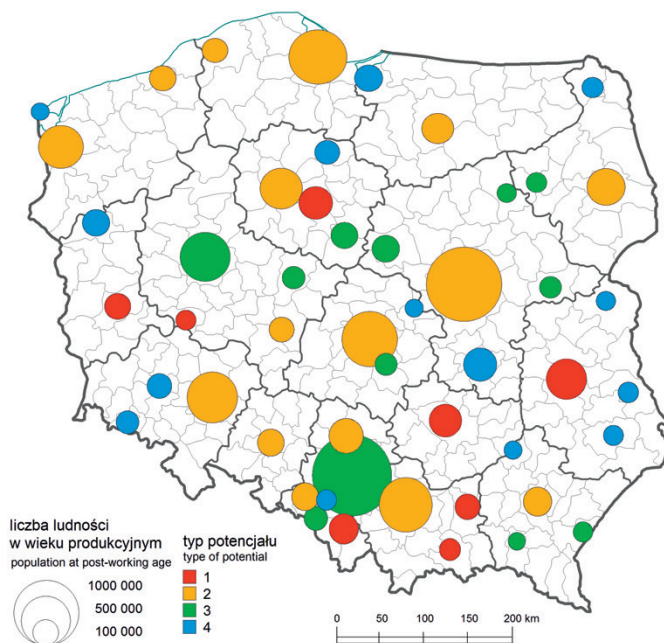 liczba ludności
w wieku produkcyjnym
population at post-working age
1000 000
500 000
100 000
typ potencjału
type of potential
1
2
3
4
0 50 100 150 200 km